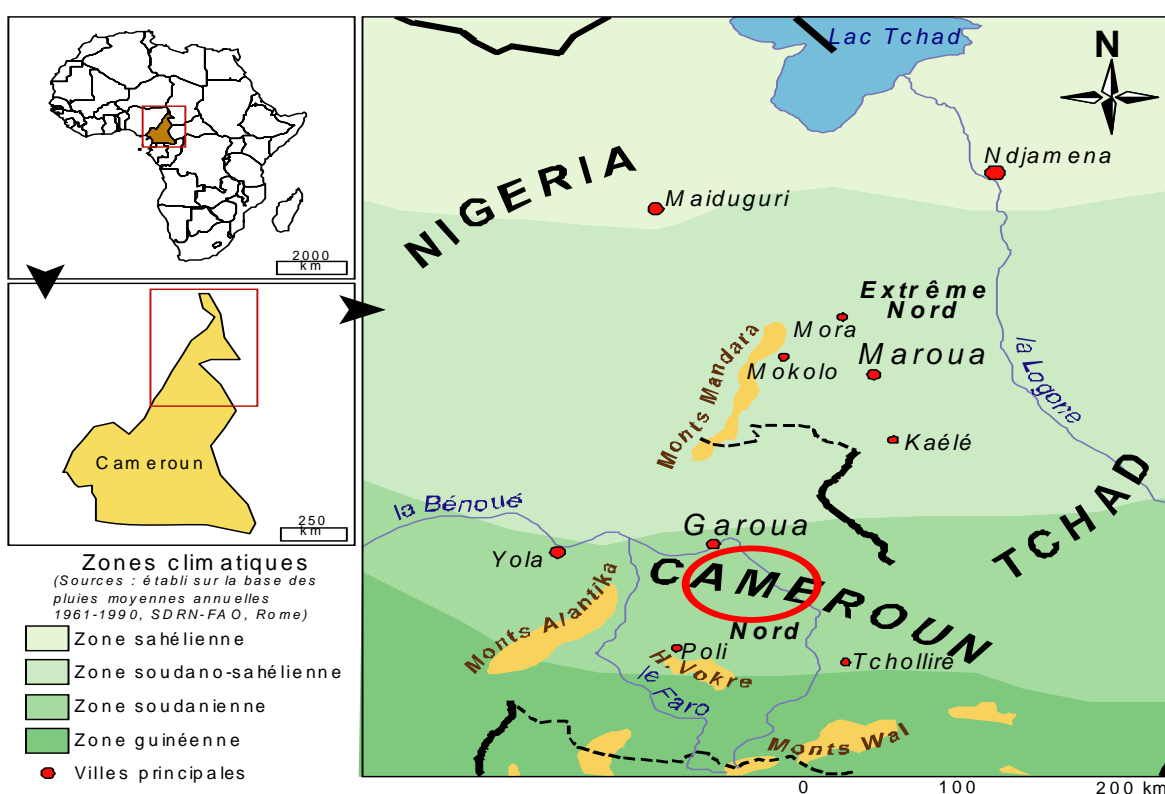 2000
km
Cameroun
250
km
Zones climatiques
(Sources : établi sur la base des
pluies moyennes annuelles
1961-1990, SDRN-FAO, Rome)
Zone sahélienne
Zone soudano-sahélienne
Zone soudanienne
Zone guinéenne
Villes principales
Lac Tchad
N
Ndjamena
NIGERIA
Maiduguri
Extrême
Nord
Mora
Maroua
Mokolo
Monts Mandara
la Logone
Kaélé
TCHAD
la Bénoué
Garoua
Yola
CAMEROUN
Monts Alantika
Nord
Poli
H. Vokre
Tcholliré
le Faro
Monts Wal
0 100 200 km